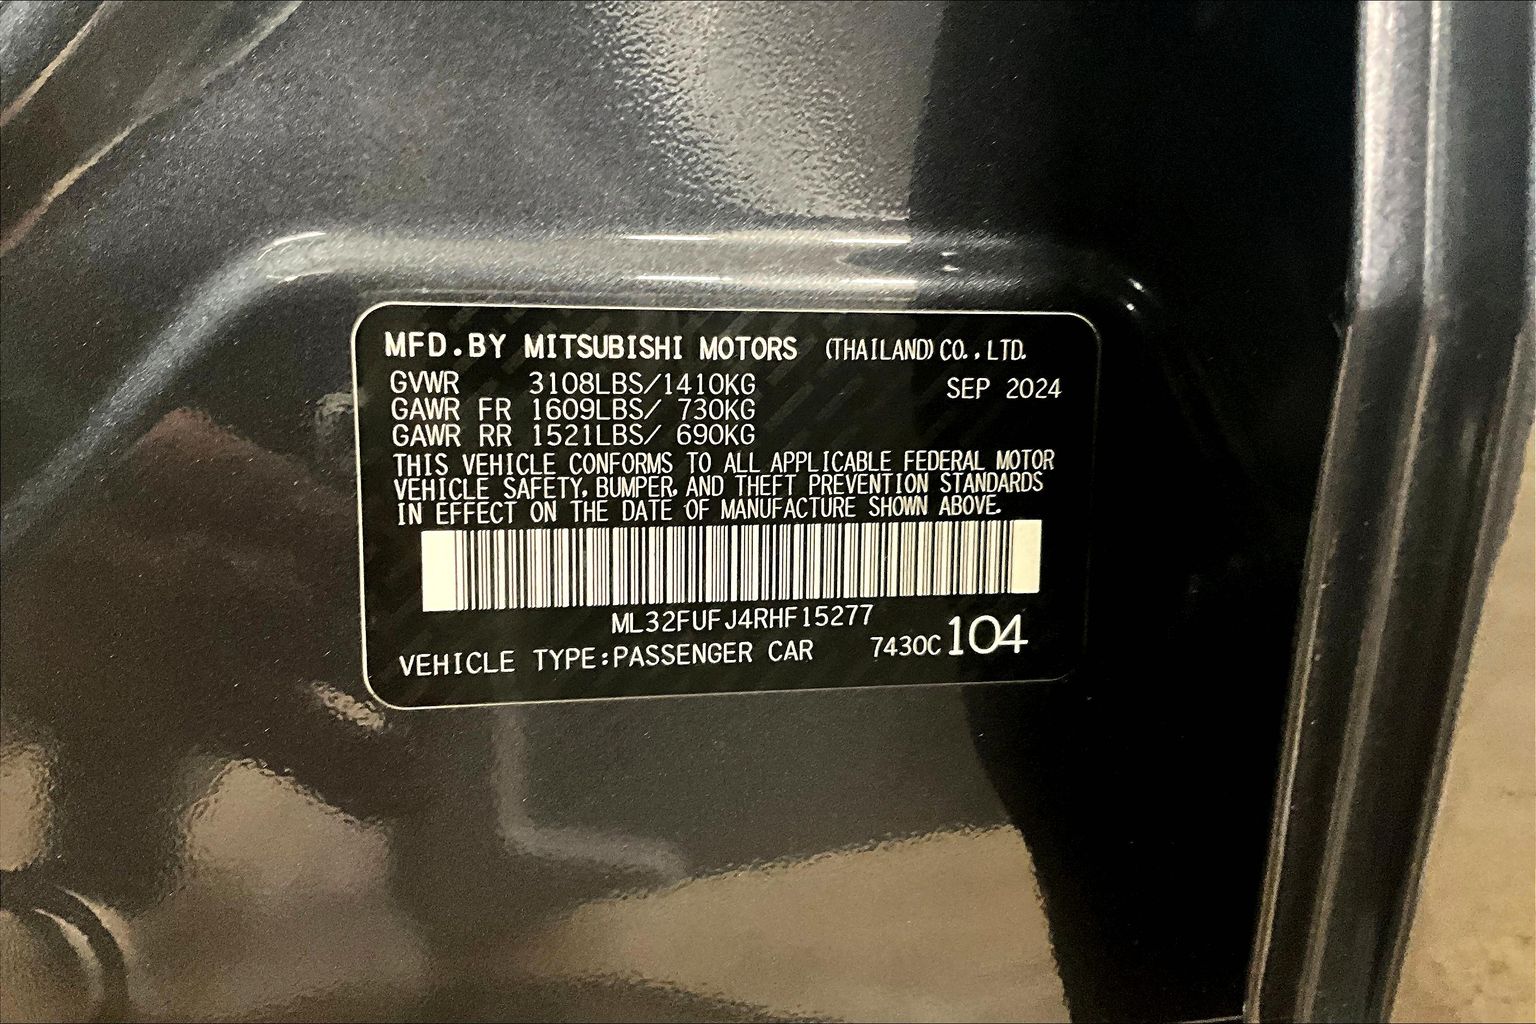 MFD.BY MITSUBISHI MOTORS (THAILAND) CO.,LTD.
GVWR 3108LBS/1410KG SEP 2024
GAWR FR 1609LBS/ 730KG
GAWR RR 1521LBS/ 690KG
THIS VEHICLE CONFORMS TO ALL APPLICABLE FEDERAL MOTOR
VEHICLE SAFETY, BUMPER, AND THEFT PREVENTION STANDARDS
IN EFFECT ON THE DATE OF MANUFACTURE SHOWN ABOVE.
ML32FUFJ4RHF15277
VEHICLE TYPE:PASSENGER CAR 7430C 104